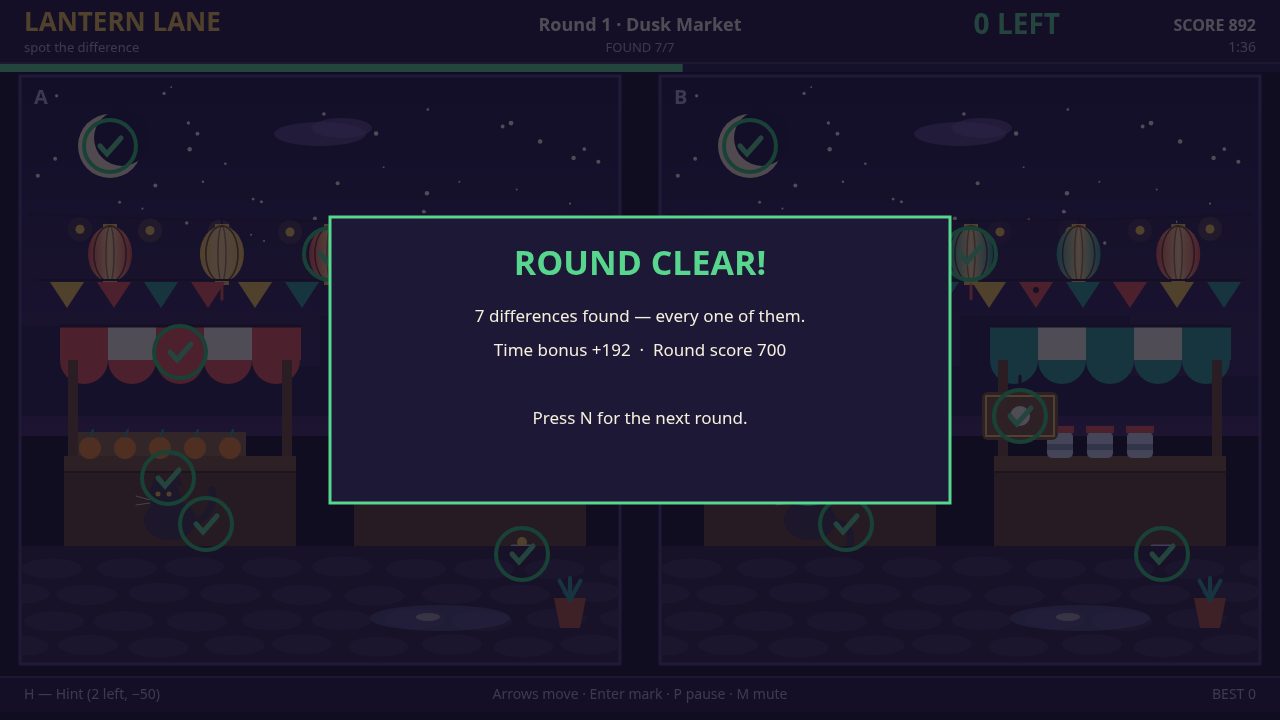 LANTERN LANE
spot the difference
Round 1 · Dusk Market
FOUND 7/7
0 LEFT
SCORE 892
1:36
A
B
ROUND CLEAR!
7 differences found — every one of them.
Time bonus +192 · Round score 700
Press N for the next round.
H — Hint (2 left, −50)
Arrows move · Enter mark · P pause · M mute
BEST 0